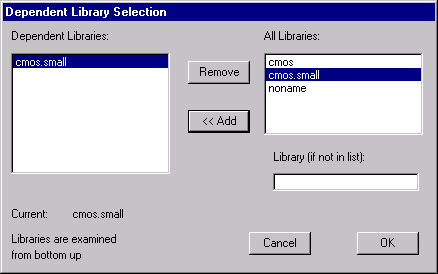 Dependent Library Selection
Dependent Libraries:
All Libraries:
cmos.small
Remove
<< Add
cmos
cmos.small
noname
Library (if not in list):
Current: cmos.small
Libraries are examined
from bottom up
Cancel
OK